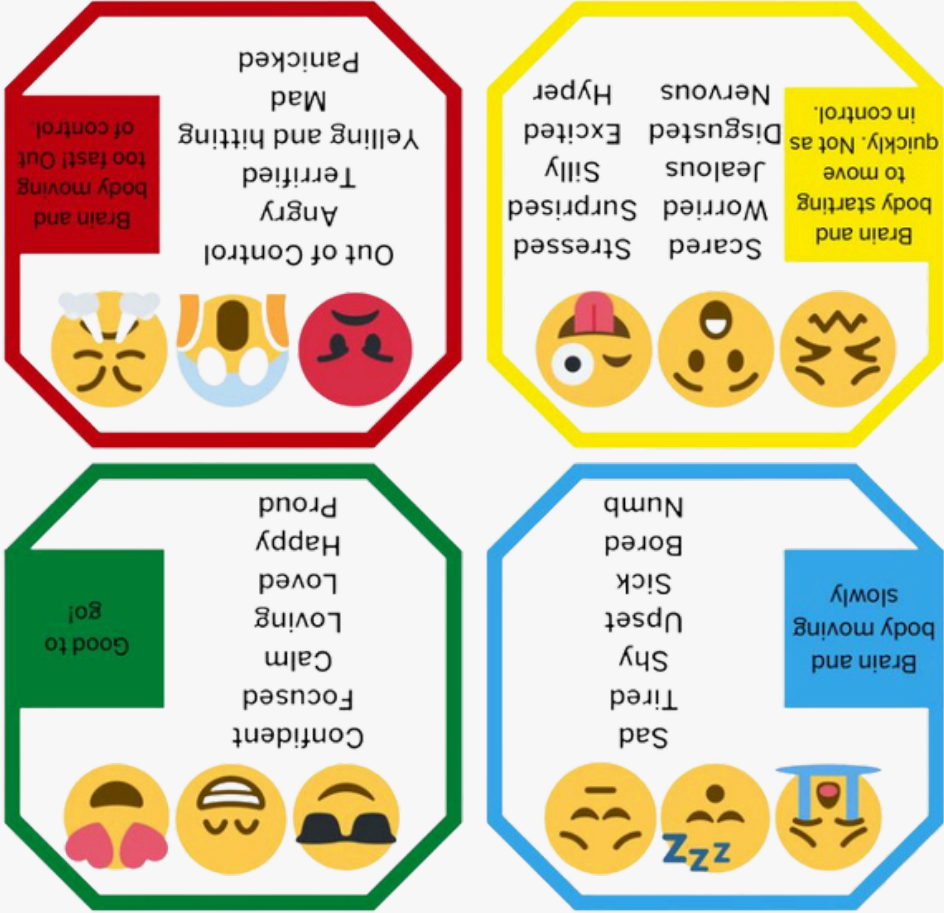 ZZZ
Sad
Tired
Shy
Upset
Sick
Bored
Numb
Brain and
body moving
slowly
Confident
Focused
Calm
Loving
Loved
Happy
Proud
Good to
go!
Brain and
body starting
to move
quickly. Not as
in control.
Scared
Worried
Jealous
Disgusted
Nervous
Stressed
Surprised
Silly
Excited
Hyper
Out of Control
Angry
Terrified
Yelling and hitting
Mad
Panicked
Brain and
body moving
too fast! Out
of control.